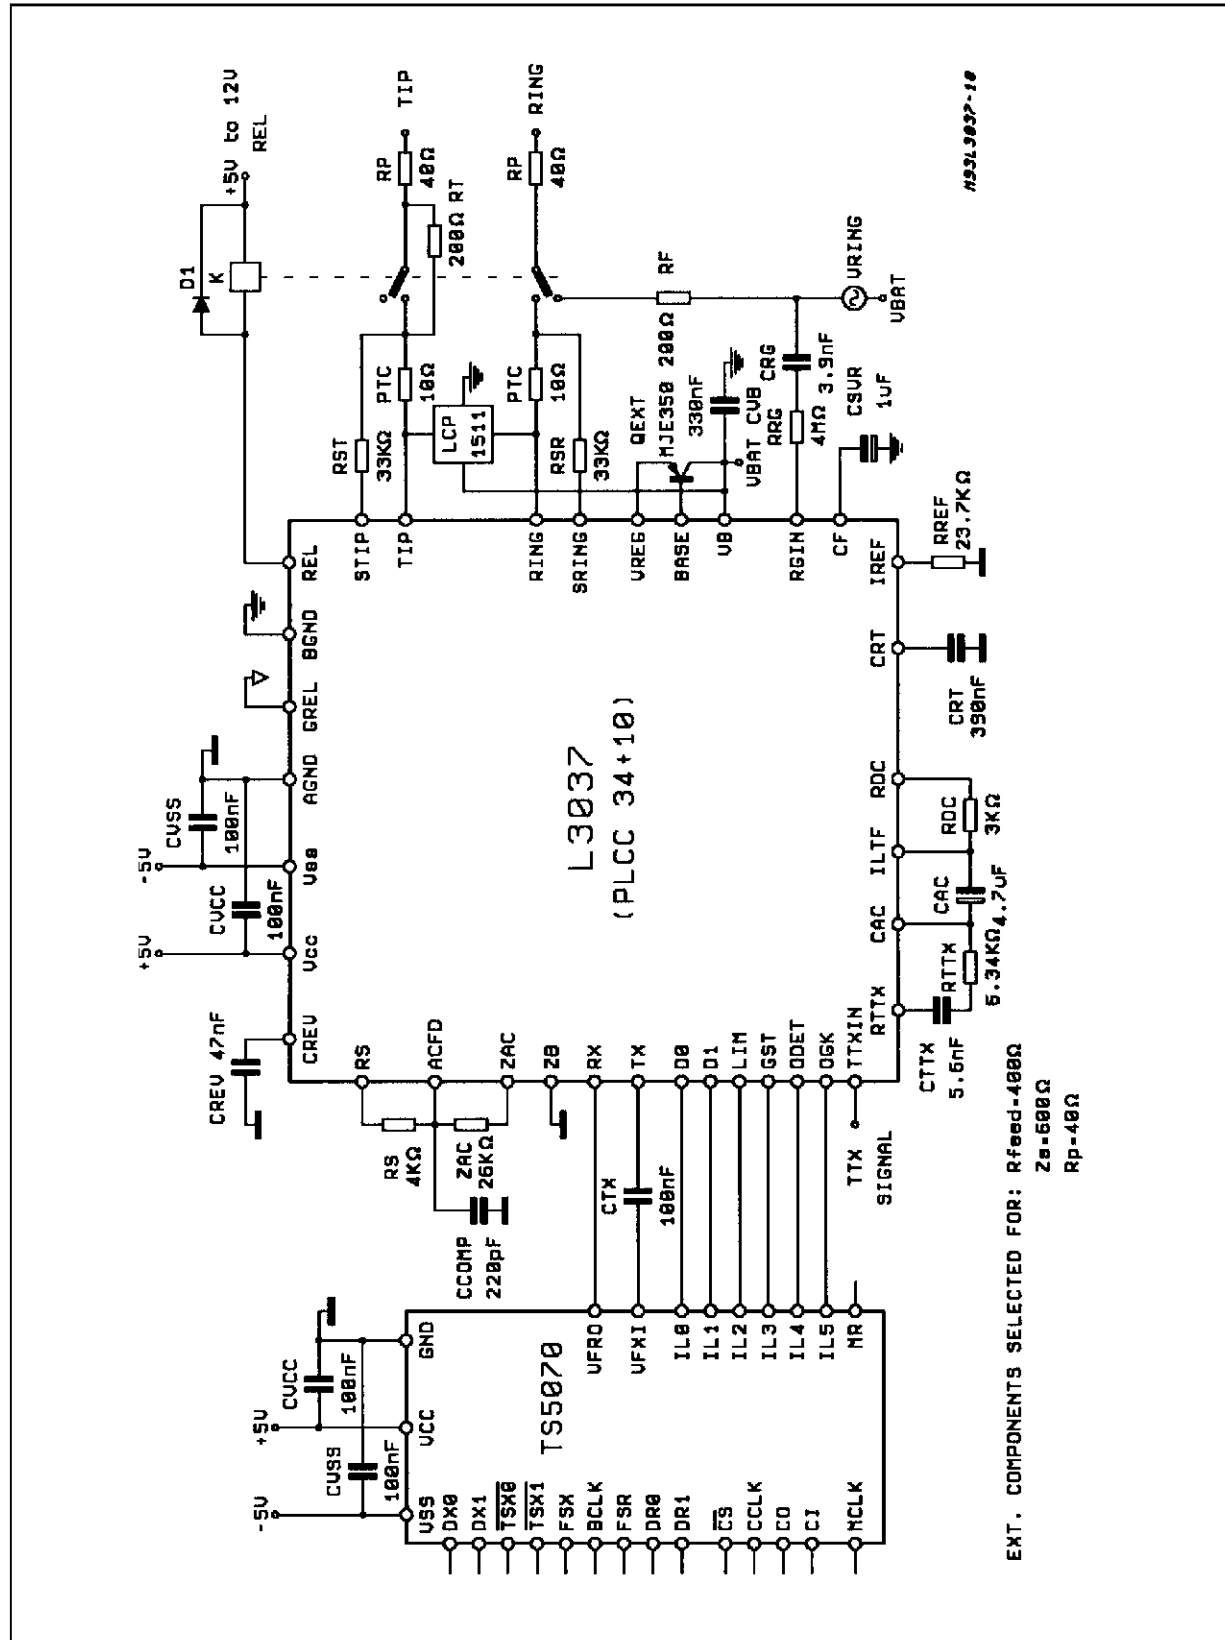 -5V
+5V
CVSS
100nF
CVCC
100nF
VSS
VCC
GND
TS5070
DX0
DX1
TSX0
TSX1
FSX
BCLK
FSR
DR0
DR1
CS
CCLK
CO
CI
MCLK
VFRO
VFXI
IL0
IL1
IL2
IL3
IL4
IL5
MR
CCOMP
220pF
RS
4KΩ
ZAC
26KΩ
CTX
100nF
TTX
SIGNAL
CREV 47nF
+5V
-5V
CVCC
100nF
CVSS
100nF
CREV
Vcc
Vss
AGND
GREL
BGND
REL
RS
ACFD
ZAC
ZB
RX
TX
D0
D1
LIM
GST
ODET
OGK
TTXIN
L3037
(PLCC 34+10)
STIP
TIP
RING
SRING
VREG
BASE
VB
RGIN
CF
RTTX
CAC
ILTF
RDC
CRT
IREF
CTTX
5.6nF
RTTX
5.34KΩ
CAC
4.7uF
RDC
3KΩ
CRT
390nF
RREF
23.7KΩ
RST
33KΩ
PTC
10Ω
LCP
1511
PTC
10Ω
RSR
33KΩ
QEXT
MJE350
VBAT
330nF
CVB
RRG
4MΩ
CRG
3.9nF
CSVR
1uF
200Ω
RF
VRING
VBAT
D1
K
+5V to 12V
REL
RP
40Ω
TIP
200Ω RT
RP
40Ω
RING
M93L3037-10
EXT. COMPONENTS SELECTED FOR: Rfeed=400Ω
Zs=600Ω
Rp=40Ω